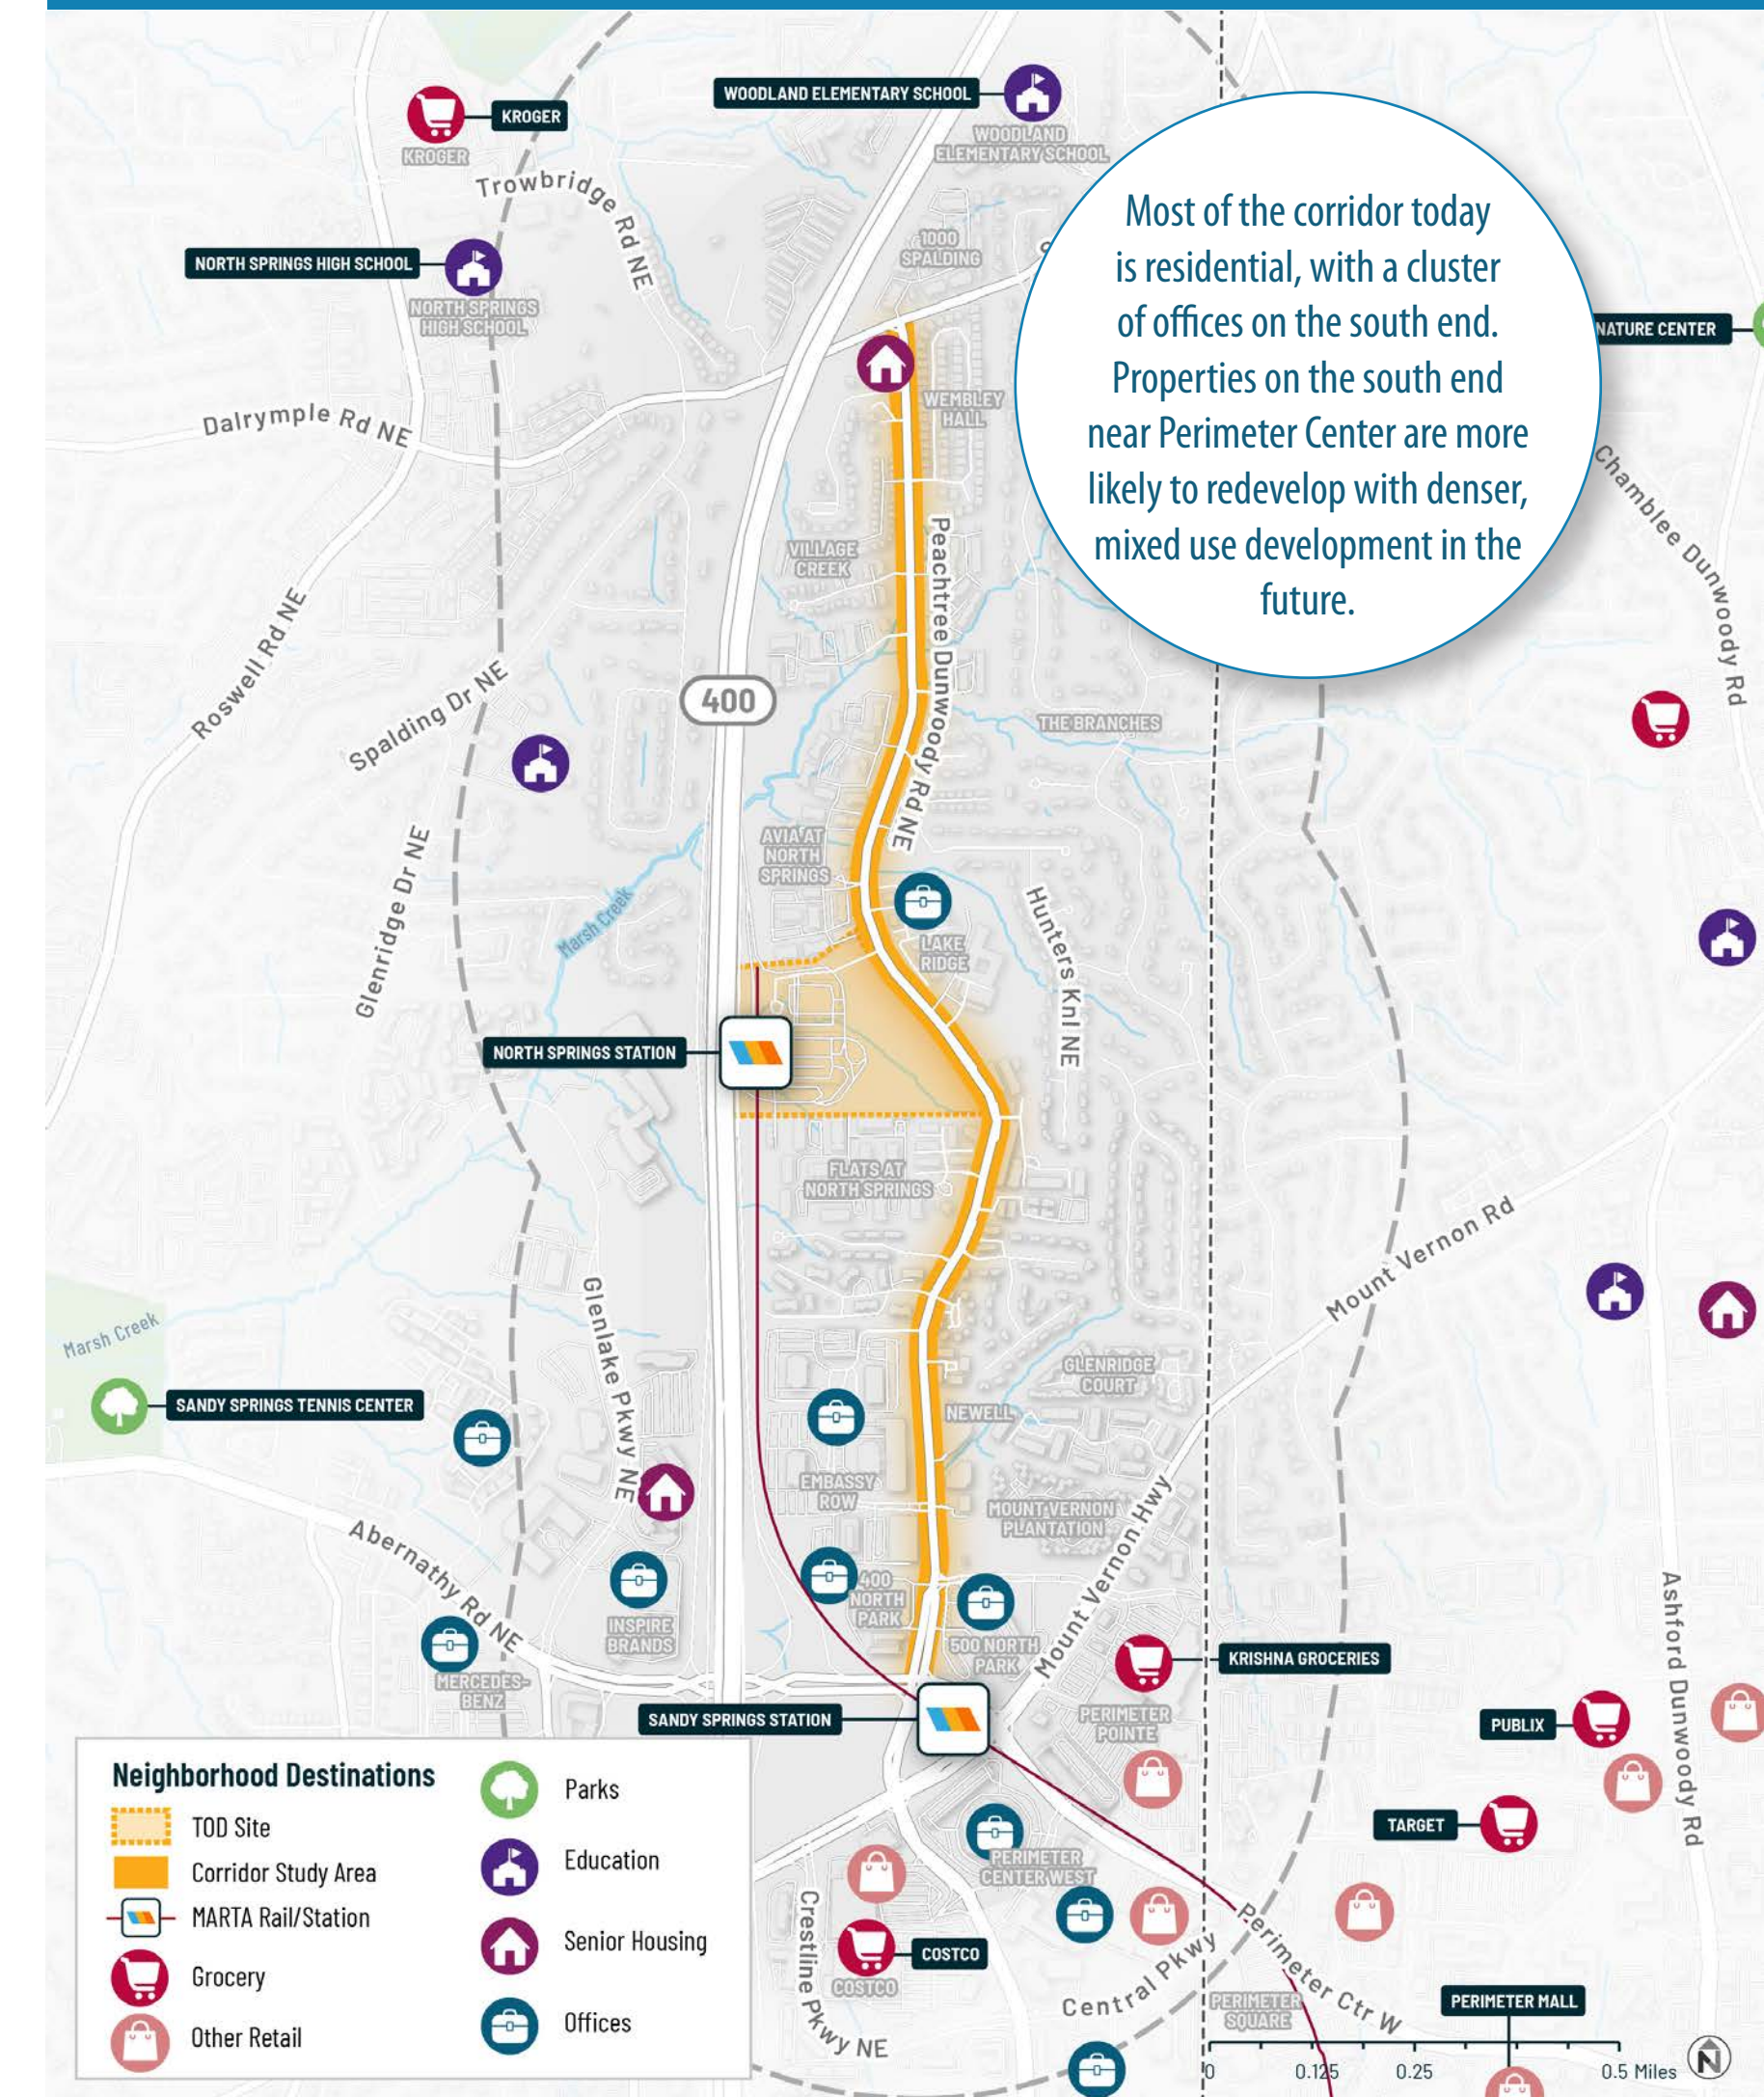 WOODLAND ELEMENTARY SCHOOL
KROGER
KROGER
WOODLAND
ELEMENTARY SCHOOL
Trowbridge Rd NE
NORTH SPRINGS HIGH SCHOOL
NORTH SPRINGS
HIGH SCHOOL
1000
SPALDING
Most of the corridor today
is residential, with a cluster
of offices on the south end.
Properties on the south end
near Perimeter Center are more
likely to redevelop with denser,
mixed use development in the
future.
NATURE CENTER
Dalrymple Rd NE
WEMBLEY
HALL
Chamblee Dunwoody Rd
VILLAGE
CREEK
Peachtree Dunwoody Rd NE
Roswell Rd NE
Spalding Dr NE
400
THE BRANCHES
AVIA AT
NORTH
SPRINGS
Glenridge Dr NE
Marsh Creek
LAKE
RIDGE
Hunters Knl NE
NORTH SPRINGS STATION
FLATS AT
NORTH SPRINGS
Mount Vernon Rd
Glenlake Pkwy NE
Marsh Creek
GLENRIDGE
COURT
SANDY SPRINGS TENNIS CENTER
NEWELL
EMBASSY
ROW
MOUNT VERNON
PLANTATION
Mount Vernon Hwy
Abernathy Rd NE
400
NORTH
PARK
Ashford Dunwoody Rd
INSPIRE
BRANDS
500 NORTH
PARK
KRISHNA GROCERIES
MERCEDES-
BENZ
SANDY SPRINGS STATION
PERIMETER
POINTE
PUBLIX
TARGET
PERIMETER
CENTER WEST
Crestline Pkwy NE
COSTCO
COSTCO
Central Pkwy
Perimeter Ctr W
PERIMETER
SQUARE
PERIMETER MALL
Neighborhood Destinations
TOD Site
Corridor Study Area
MARTA Rail/Station
Grocery
Other Retail
Parks
Education
Senior Housing
Offices
0 0.125 0.25 0.5 Miles
N